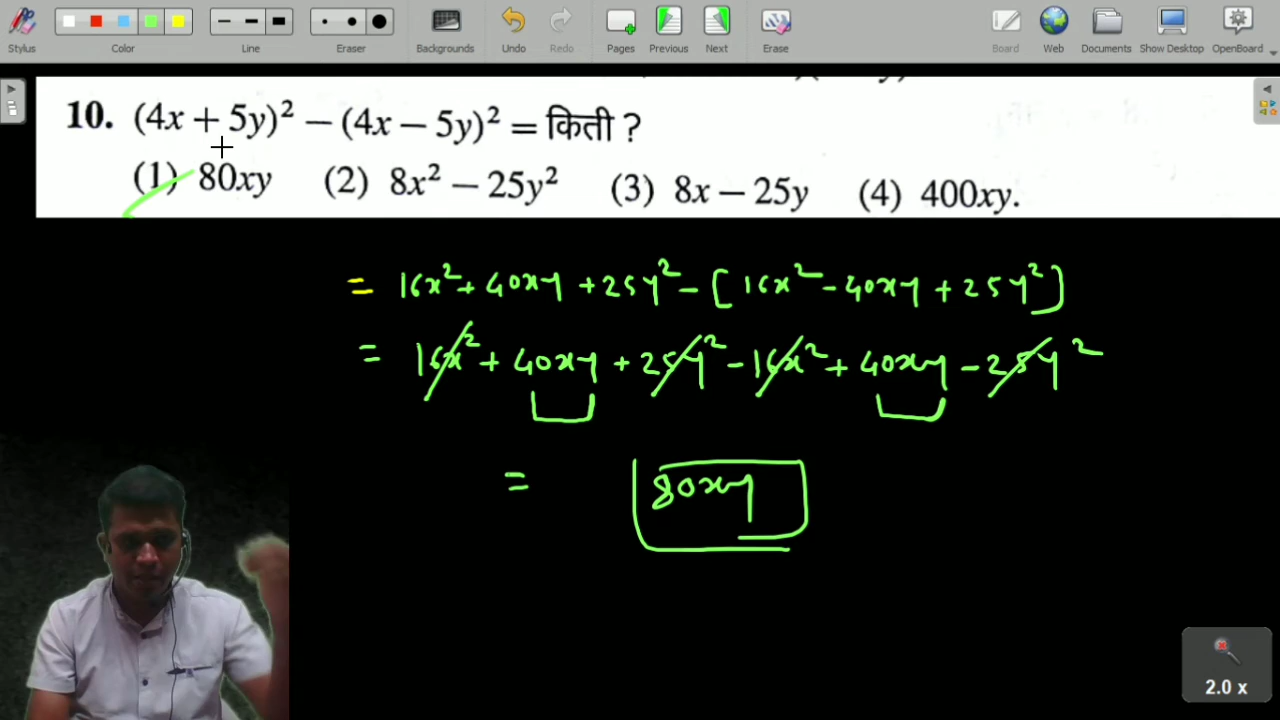 Stylus Color Line Eraser Backgrounds Undo Redo Pages Previous Next Erase Board Web Documents Show Desktop OpenBoard
10. (4x + 5y)² − (4x − 5y)² = किती ?
(1) 80xy (2) 8x² − 25y² (3) 8x − 25y (4) 400xy.
= 16x² + 40xy + 25y² − [16x² − 40xy + 25y²]
= 16x² + 40xy + 25y² − 16x² + 40xy − 25y²
= 80xy
2.0 x